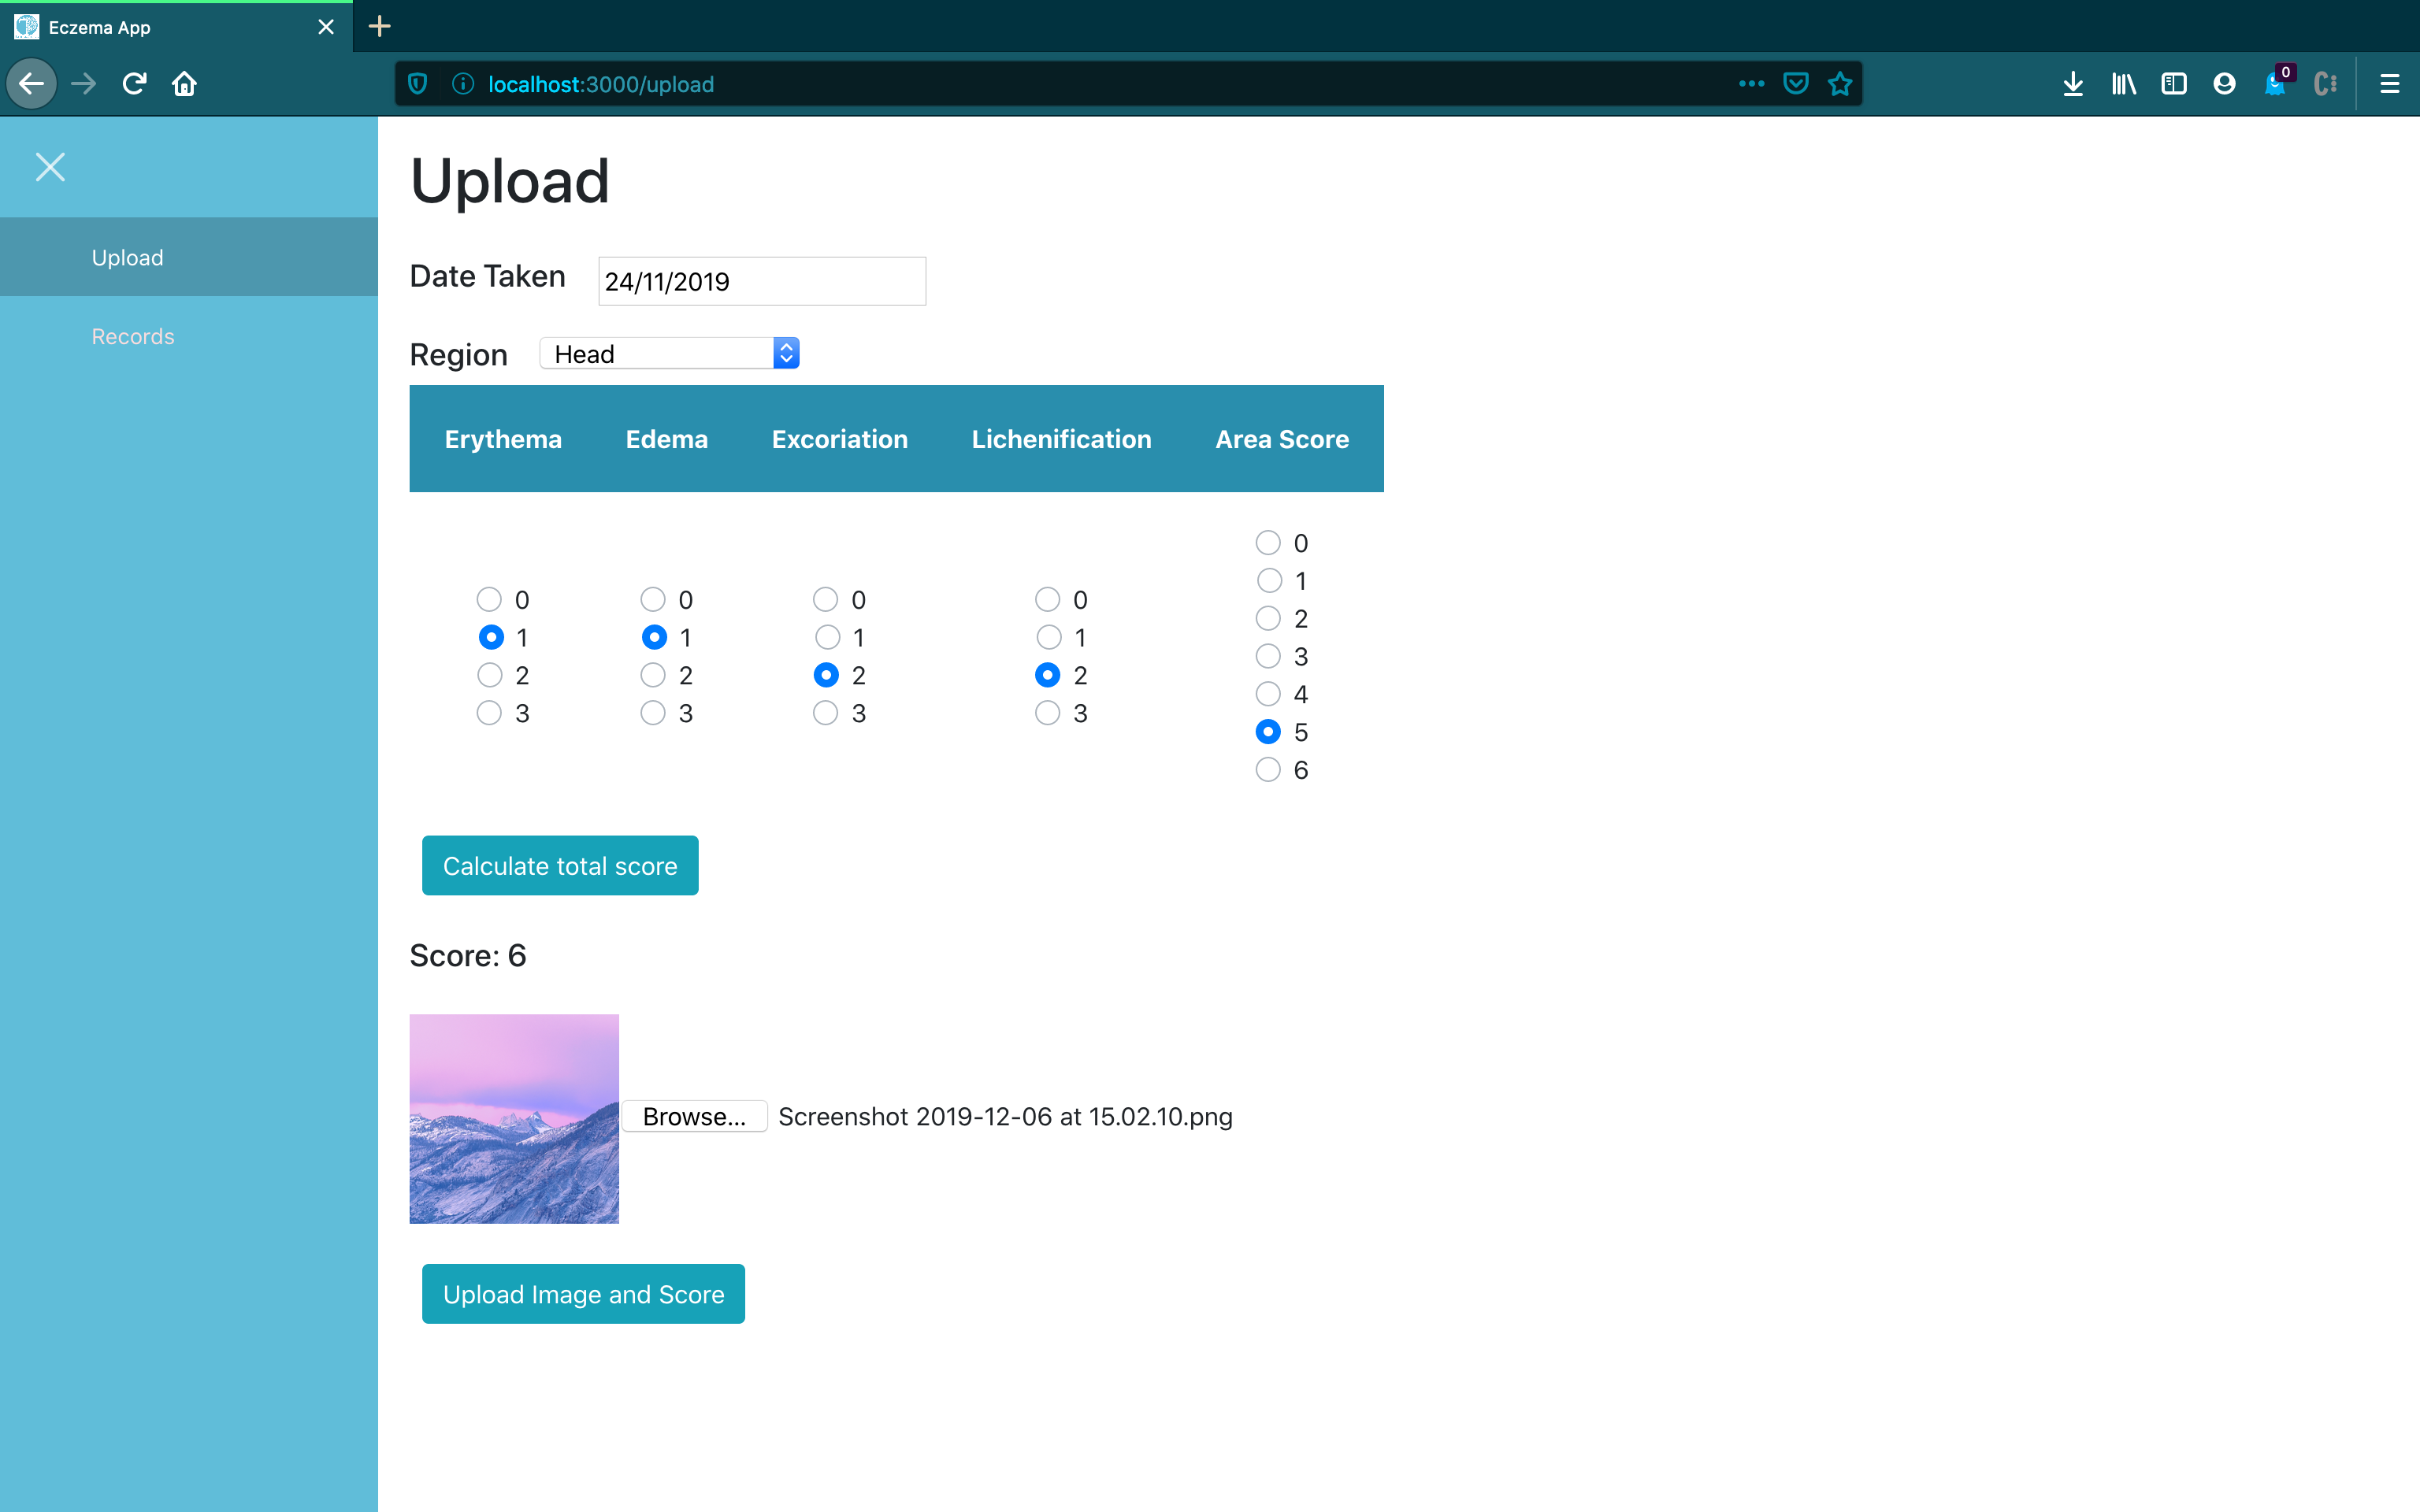 Eczema App
localhost:3000/upload
0
Upload
Records
Upload
Date Taken 24/11/2019
Region Head
Erythema Edema Excoriation Lichenification Area Score
0
1
2
3
0
1
2
3
0
1
2
3
0
1
2
3
0
1
2
3
4
5
6
Calculate total score
Score: 6
Browse... Screenshot 2019-12-06 at 15.02.10.png
Upload Image and Score